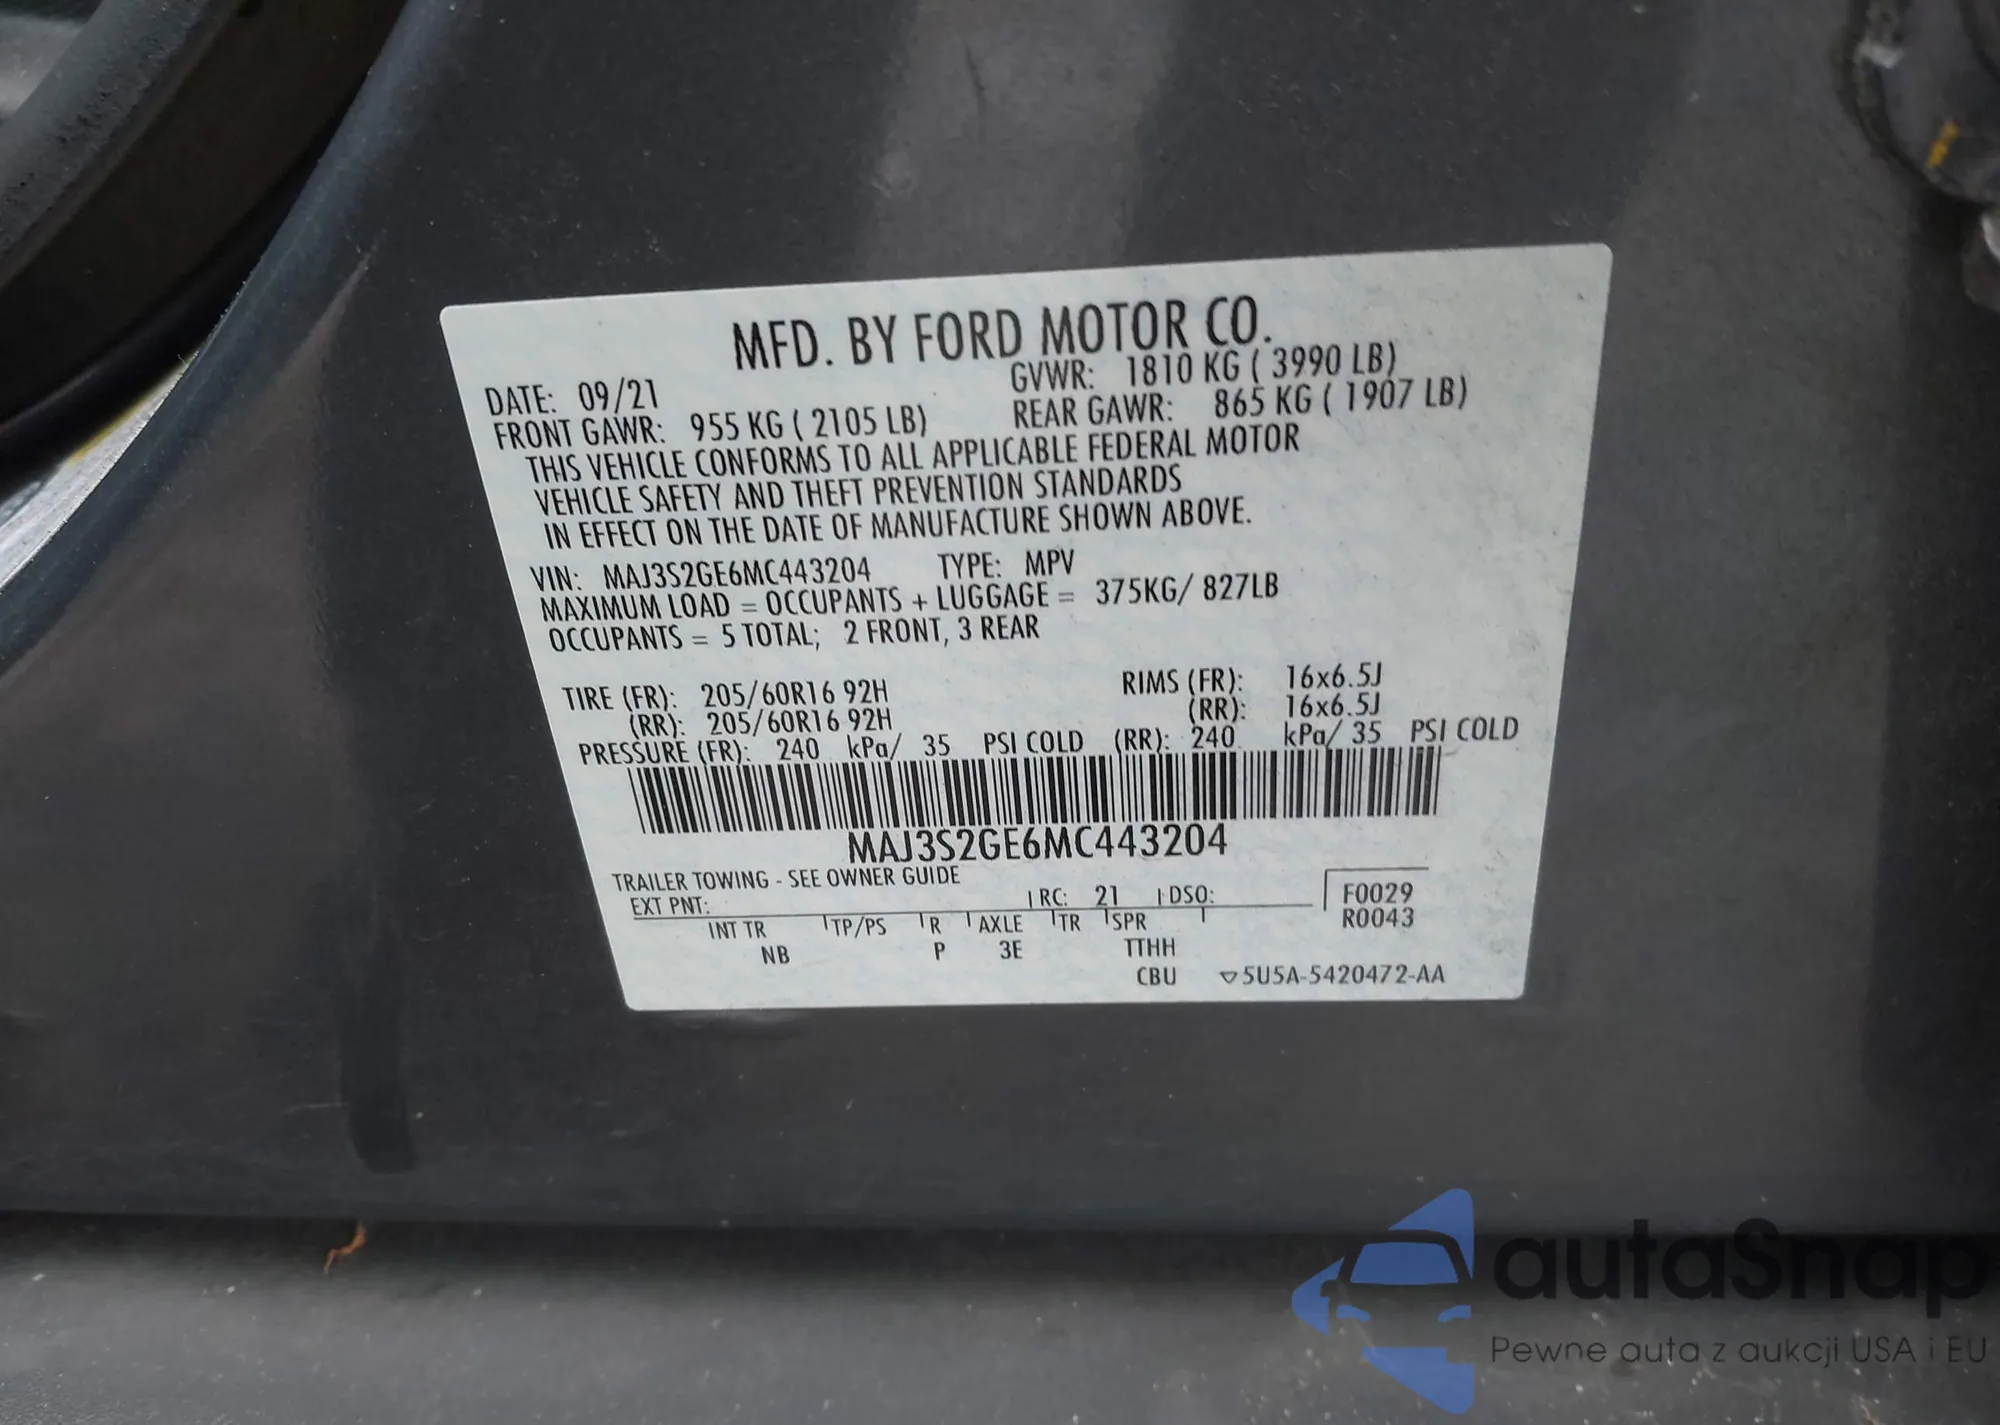 MFD. BY FORD MOTOR CO.
DATE: 09/21 GVWR: 1810 KG ( 3990 LB)
FRONT GAWR: 955 KG ( 2105 LB) REAR GAWR: 865 KG ( 1907 LB)
THIS VEHICLE CONFORMS TO ALL APPLICABLE FEDERAL MOTOR
VEHICLE SAFETY AND THEFT PREVENTION STANDARDS
IN EFFECT ON THE DATE OF MANUFACTURE SHOWN ABOVE.
VIN: MAJ3S2GE6MC443204 TYPE: MPV
MAXIMUM LOAD = OCCUPANTS + LUGGAGE = 375KG/ 827LB
OCCUPANTS = 5 TOTAL; 2 FRONT, 3 REAR
TIRE (FR): 205/60R16 92H RIMS (FR): 16x6.5J
(RR): 205/60R16 92H (RR): 16x6.5J
PRESSURE (FR): 240 kPa/ 35 PSI COLD (RR): 240 kPa/ 35 PSI COLD
MAJ3S2GE6MC443204
TRAILER TOWING - SEE OWNER GUIDE
EXT PNT: RC: 21 DSO: F0029
R0043
INT TR TP/PS R AXLE TR SPR
NB P 3E TTHH
CBU ▽5U5A-5420472-AA
autaSnap
Pewne auta z aukcji USA i EU